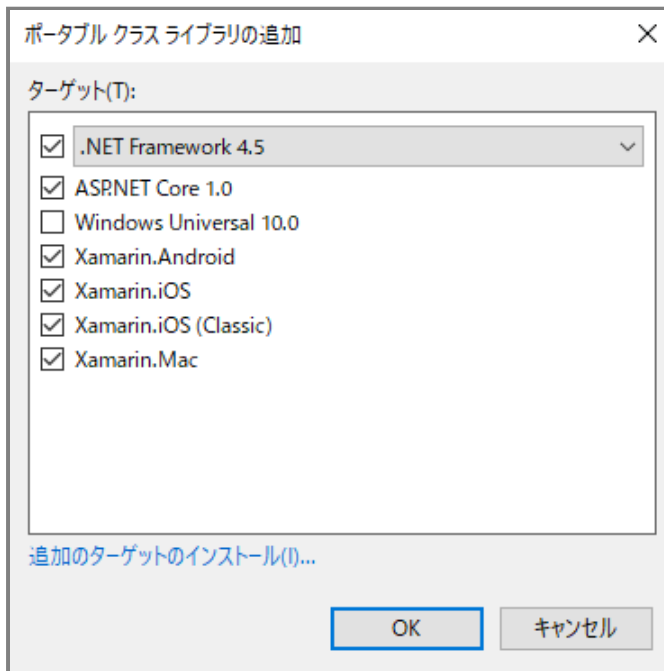 ポータブル クラス ライブラリの追加
ターゲット(T):
.NET Framework 4.5
ASP.NET Core 1.0
Windows Universal 10.0
Xamarin.Android
Xamarin.iOS
Xamarin.iOS (Classic)
Xamarin.Mac
追加のターゲットのインストール(I)...
OK
キャンセル